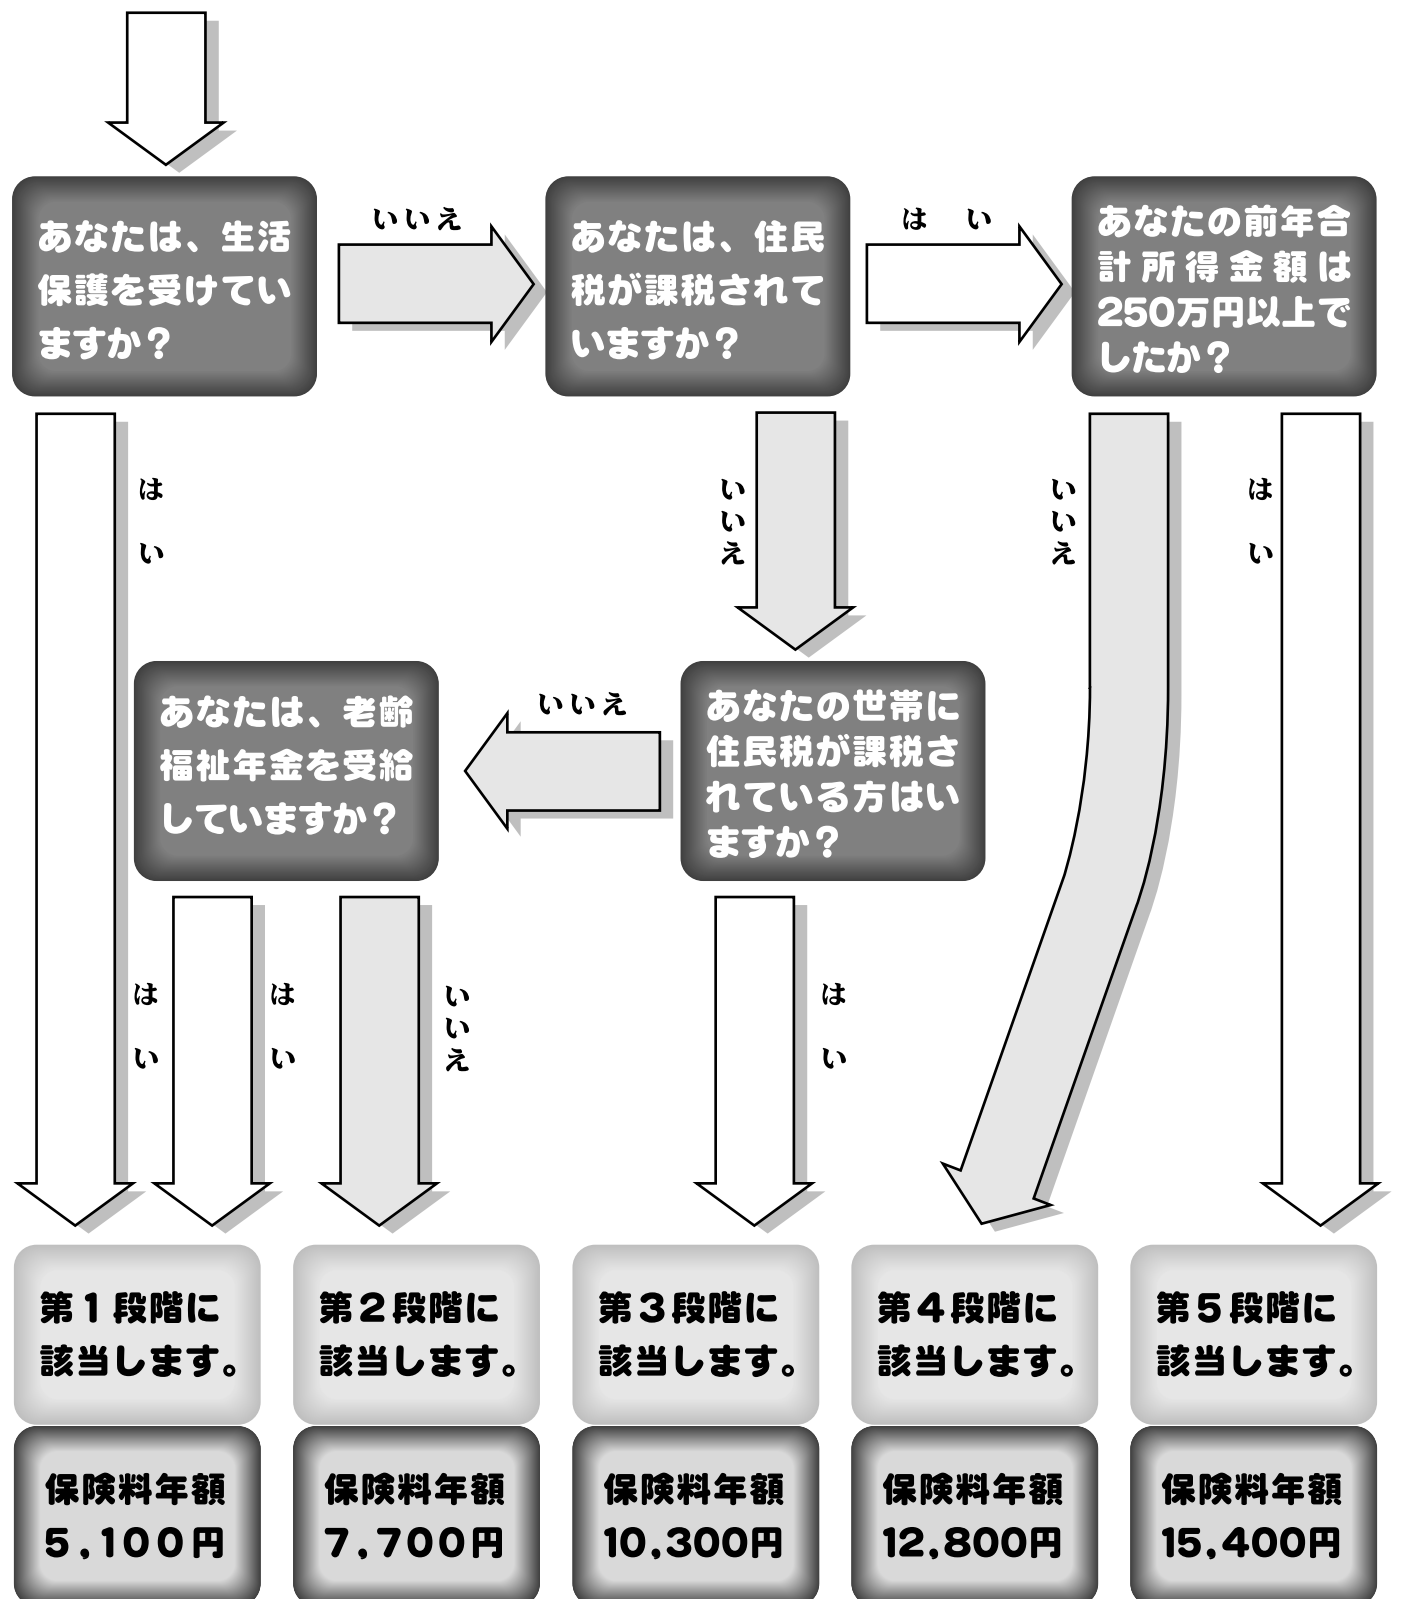 あなたは、生活
保護を受けてい
ますか？
いいえ
あなたは、住民
税が課税されて
いますか？
はい
あなたの前年合
計所得金額は
250万円以上で
したか？
はい
いいえ
いいえ
はい
あなたは、老齢
福祉年金を受給
していますか？
いいえ
あなたの世帯に
住民税が課税さ
れている方はい
ますか？
はい
はい
いいえ
はい
第１段階に
該当します。
第２段階に
該当します。
第３段階に
該当します。
第４段階に
該当します。
第５段階に
該当します。
保険料年額
5,100円
保険料年額
7,700円
保険料年額
10,300円
保険料年額
12,800円
保険料年額
15,400円